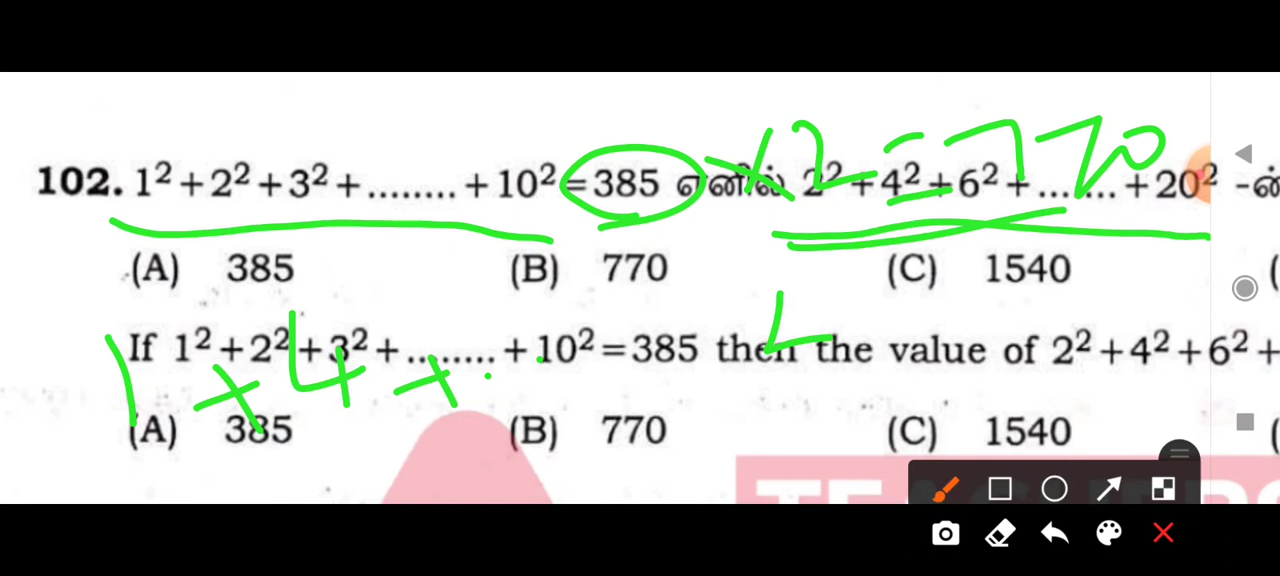 ×2 = 770
102. 1² + 2² + 3² + ........ + 10² = 385 எனில் 2² + 4² + 6² + ....... + 20² -ன்
(A) 385 (B) 770 (C) 1540 (
If 1² + 2² + 3² + ........ + 10² = 385 then the value of 2² + 4² + 6² +
1 + 4 + .
(A) 385 (B) 770 (C) 1540 (